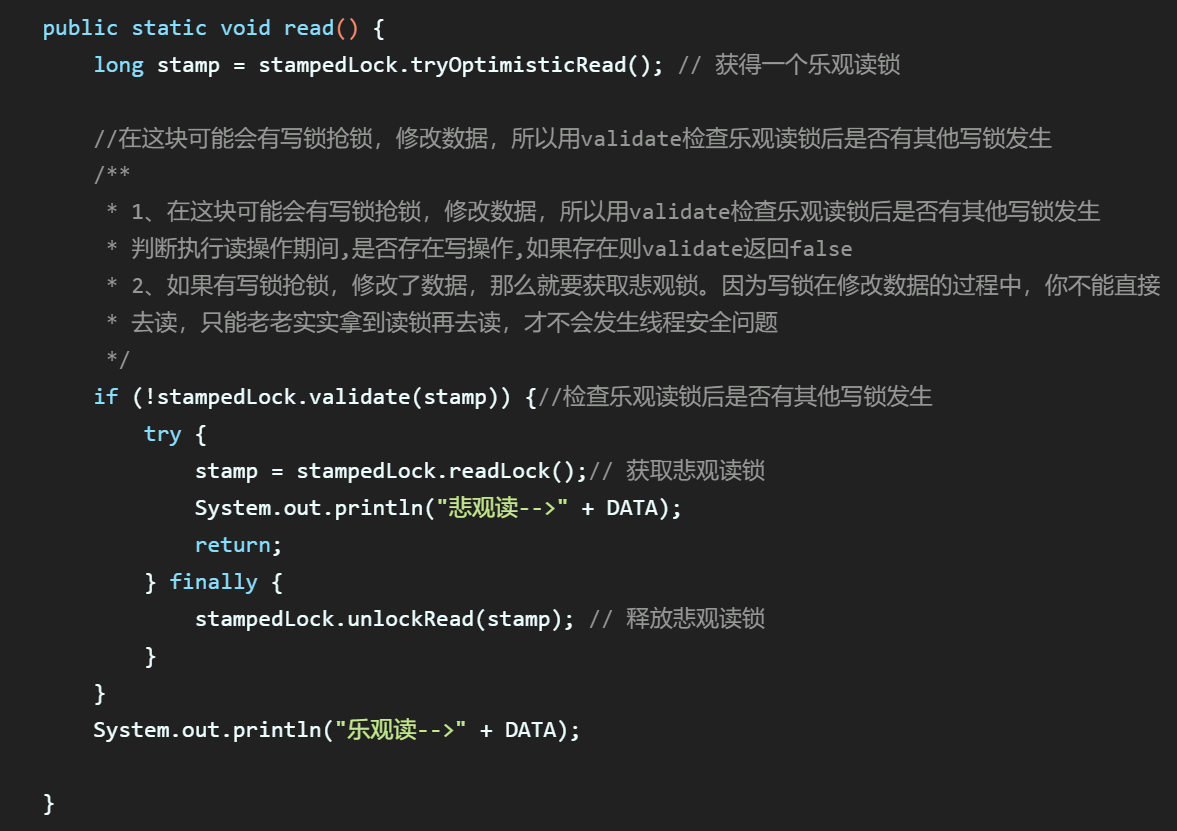 public static void read() {
    long stamp = stampedLock.tryOptimisticRead(); // 获得一个乐观读锁
    //在这块可能会有写锁抢锁，修改数据，所以用validate检查乐观读锁后是否有其他写锁发生
    /**
     * 1、在这块可能会有写锁抢锁，修改数据，所以用validate检查乐观读锁后是否有其他写锁发生
     * 判断执行读操作期间,是否存在写操作,如果存在则validate返回false
     * 2、如果有写锁抢锁，修改了数据，那么就要获取悲观锁。因为写锁在修改数据的过程中，你不能直接
     * 去读，只能老老实实拿到读锁再去读，才不会发生线程安全问题
     */
    if (!stampedLock.validate(stamp)) {//检查乐观读锁后是否有其他写锁发生
        try {
            stamp = stampedLock.readLock();// 获取悲观读锁
            System.out.println("悲观读-->" + DATA);
            return;
        } finally {
            stampedLock.unlockRead(stamp); // 释放悲观读锁
        }
    }
    System.out.println("乐观读-->" + DATA);
}